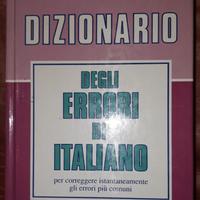 DIZIONARIO
DEGLI
ERRORI
DI
ITALIANO
per correggere istantaneamente
gli errori più comuni